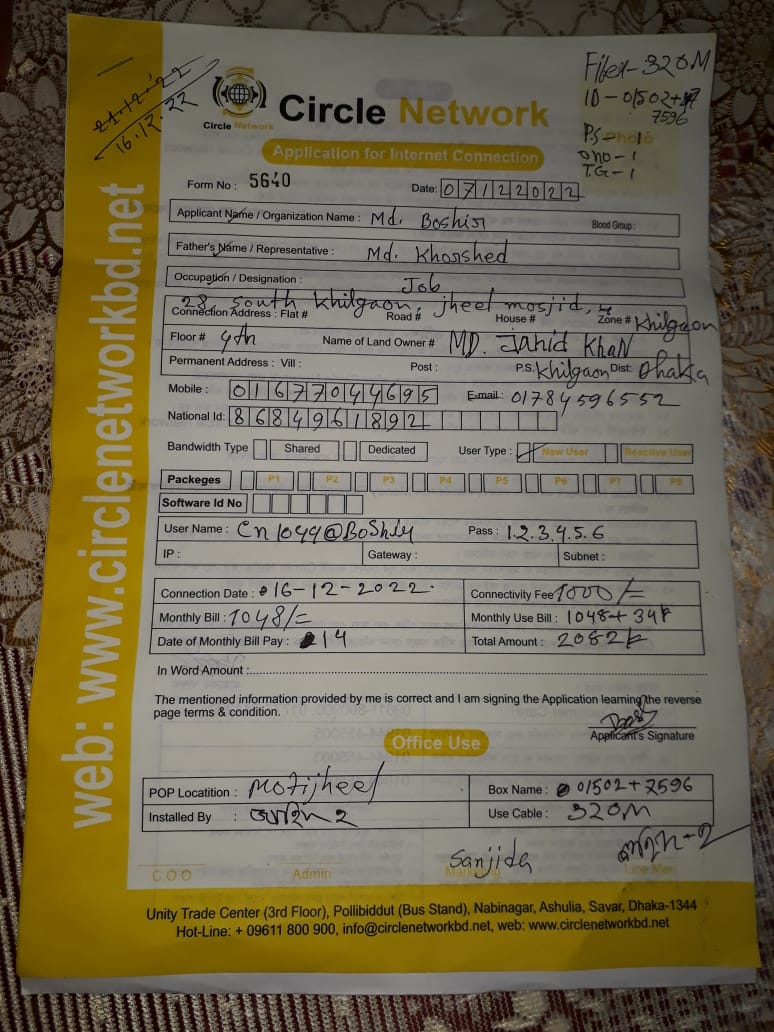 21.12.22
16.12.22
Circle Network
Circle Network
Fiber-320M
ID-01502+
7596
P.S-1
Photo
ONO-1
T.G-1
Application for Internet Connection
Form No : 5640
Date: 07122022
Applicant Name / Organization Name : Md. Boshir
Blood Group :
Father's Name / Representative : Md. Khorshed
Occupation / Designation : Job
28, South Khilgaon, jheel mosjid,
Connection Address : Flat # Road # House # Zone # Khilgaon
Floor # 4th Name of Land Owner # MD. Jahid KhaN
Permanent Address : Vill : Post : P.S. Khilgaon Dist: Dhaka
Mobile : 01677044695 E-mail : 01784596552
National Id: 8684961892
Bandwidth Type Shared Dedicated User Type : New User Reactive User
Packeges P1 P2 P3 P4 P5 P6 P7 P8
Software Id No
User Name : Cn1044@Boshir Pass : 1.2.3.4.5.6
IP : Gateway : Subnet :
Connection Date : 16-12-2022. Connectivity Fee 1000/=
Monthly Bill : 1048/= Monthly Use Bill : 1048+34
Date of Monthly Bill Pay : 14 Total Amount : 2082
In Word Amount :
The mentioned information provided by me is correct and I am signing the Application learning the reverse
page terms & condition.
Applicant's Signature
Office Use
POP Locatition : Motijheel Box Name : 01502+7596
Installed By : Use Cable : 320M
Sanjida
C.O.O Admin Marketing Line Man
Unity Trade Center (3rd Floor), Pollibiddut (Bus Stand), Nabinagar, Ashulia, Savar, Dhaka-1344
Hot-Line: + 09611 800 900, info@circlenetworkbd.net, web: www.circlenetworkbd.net
web: www.circlenetworkbd.net